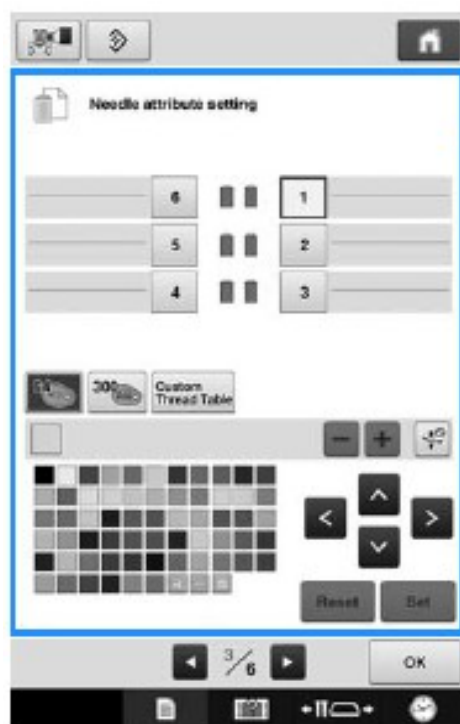 Needle attribute setting
6 1
5 2
4 3
300 Custom
Thread Table
Reset Set
3/6 OK